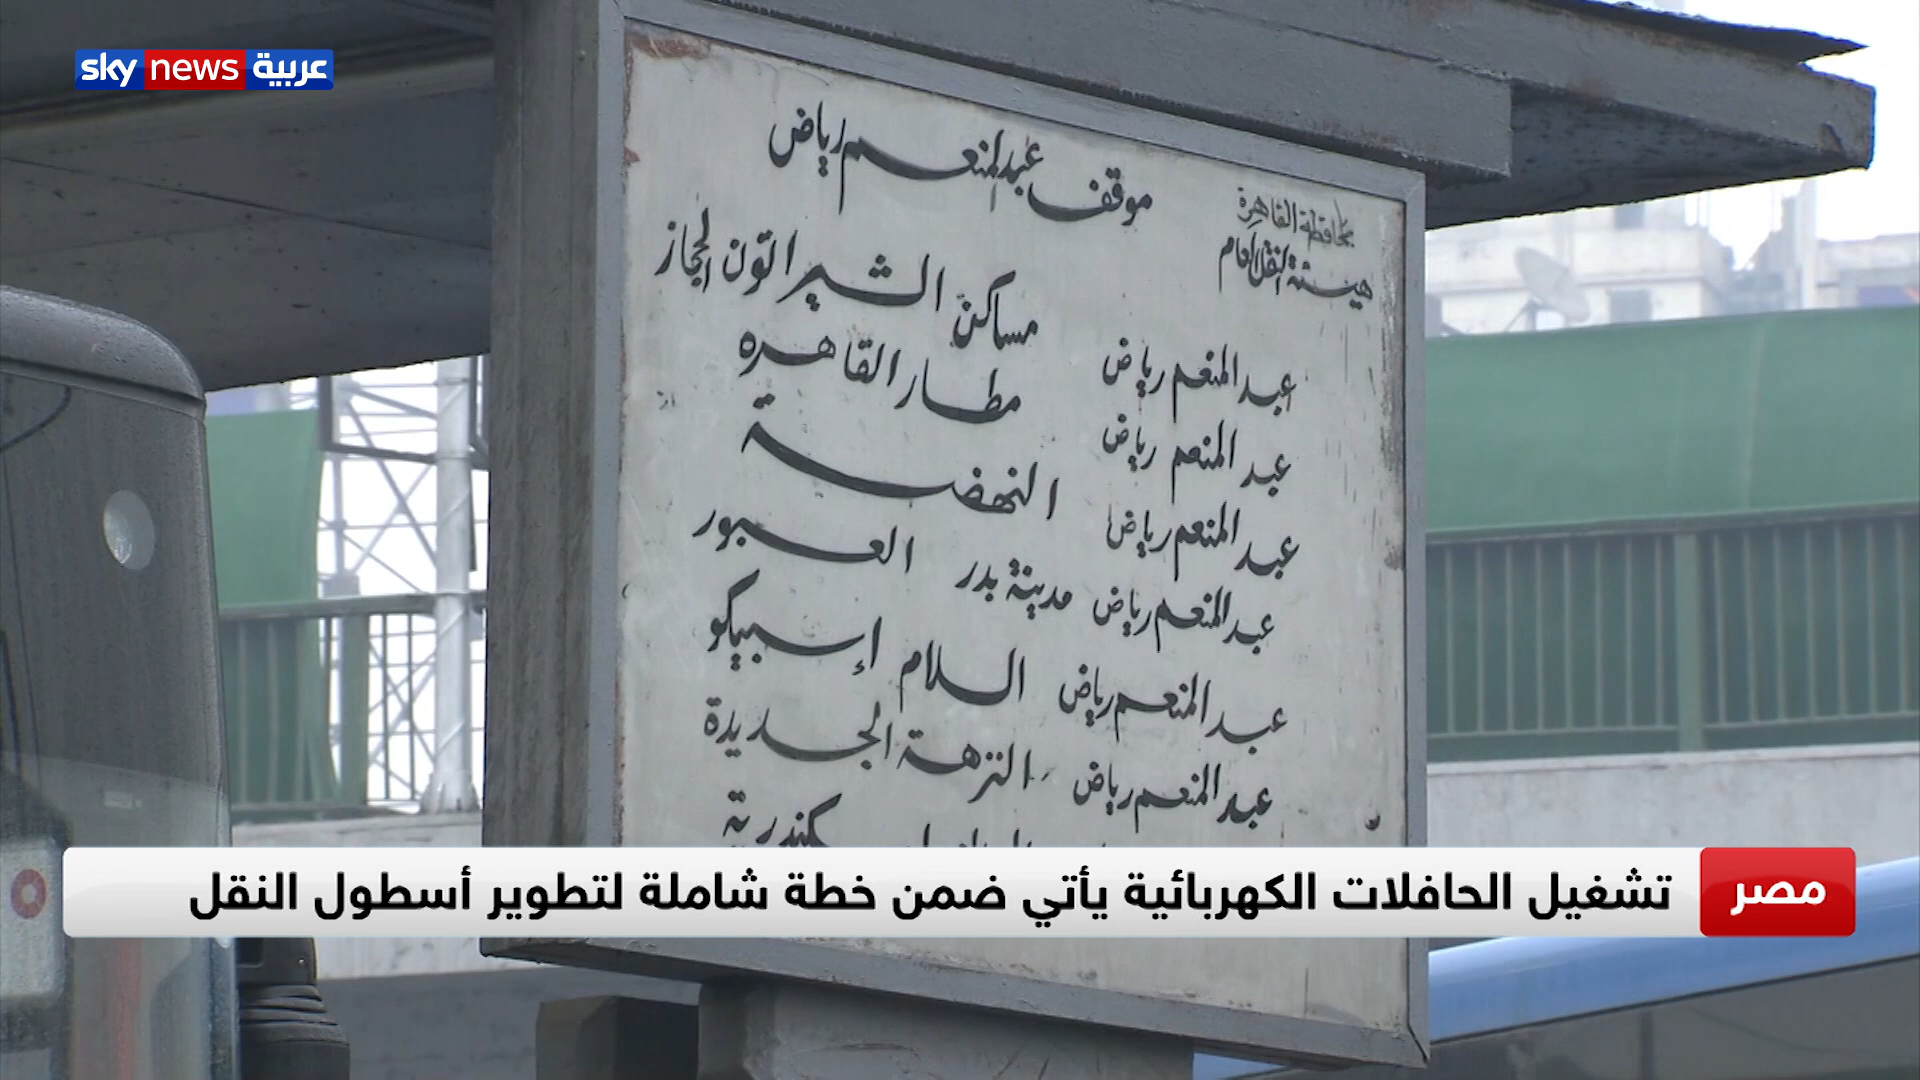 sky news عربية
محافظة القاهرة
هيئة النقل العام
موقف عبدالمنعم رياض
عبد المنعم رياض مساكن الشيراتون الحجاز
عبد المنعم رياض مطار القاهره
عبد المنعم رياض النهضة
عبد المنعم رياض مدينة بدر العبور
عبد المنعم رياض السلام إسبيكو
عبد المنعم رياض النزهة الجديدة
مصر
تشغيل الحافلات الكهربائية يأتي ضمن خطة شاملة لتطوير أسطول النقل